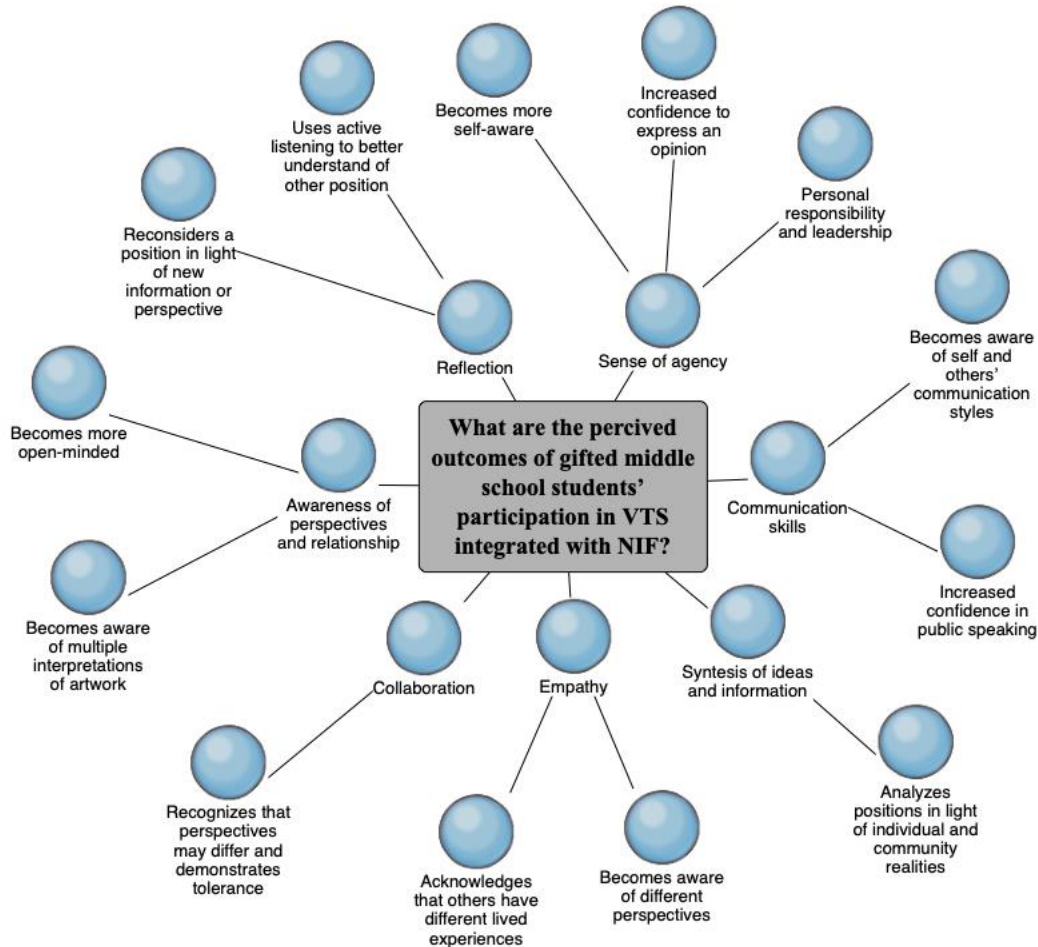 Increased
confidence to
express an
opinion
Becomes more
self-aware
Uses active
listening to better
understand of
other position
Personal
responsibility
and leadership
Reconsiders a
position in light
of new
information or
perspective
Becomes aware
of self and
others'
communication
styles
Reflection
Sense of agency
Becomes more
open-minded
What are the percived
outcomes of gifted middle
school students'
participation in VTS
integrated with NIF?
Awareness of
perspectives
and relationship
Communication
skills
Becomes aware
of multiple
interpretations
of artwork
Increased
confidence in
public speaking
Collaboration
Empathy
Syntesis of ideas
and information
Recognizes that
perspectives
may differ and
demonstrates
tolerance
Acknowledges
that others have
different lived
experiences
Becomes aware
of different
perspectives
Analyzes
positions in light
of individual and
community
realities